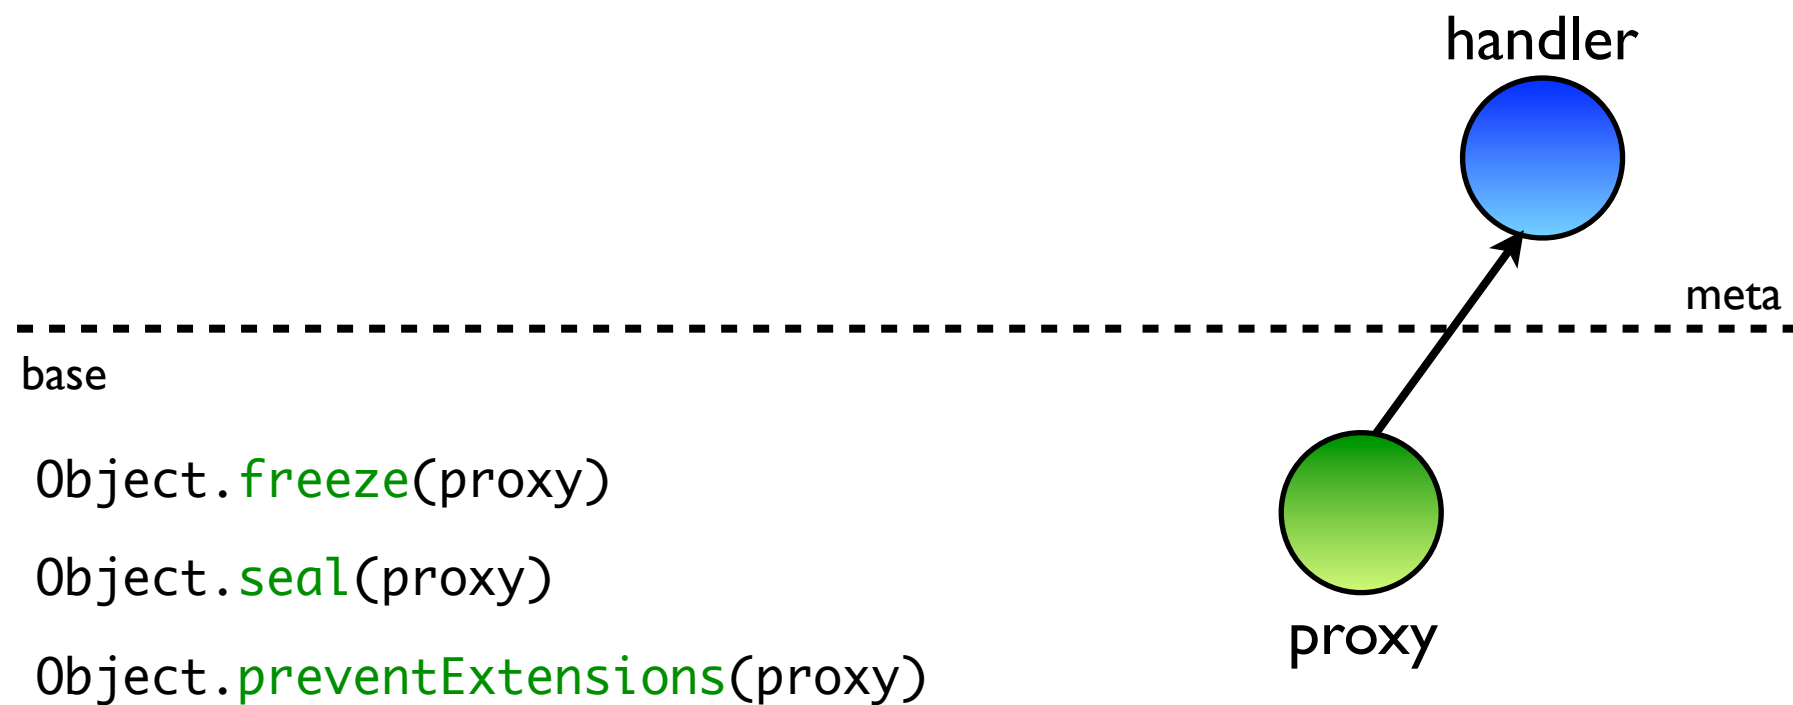 handler
meta
base
Object.freeze(proxy)
Object.seal(proxy)
proxy
Object.preventExtensions(proxy)